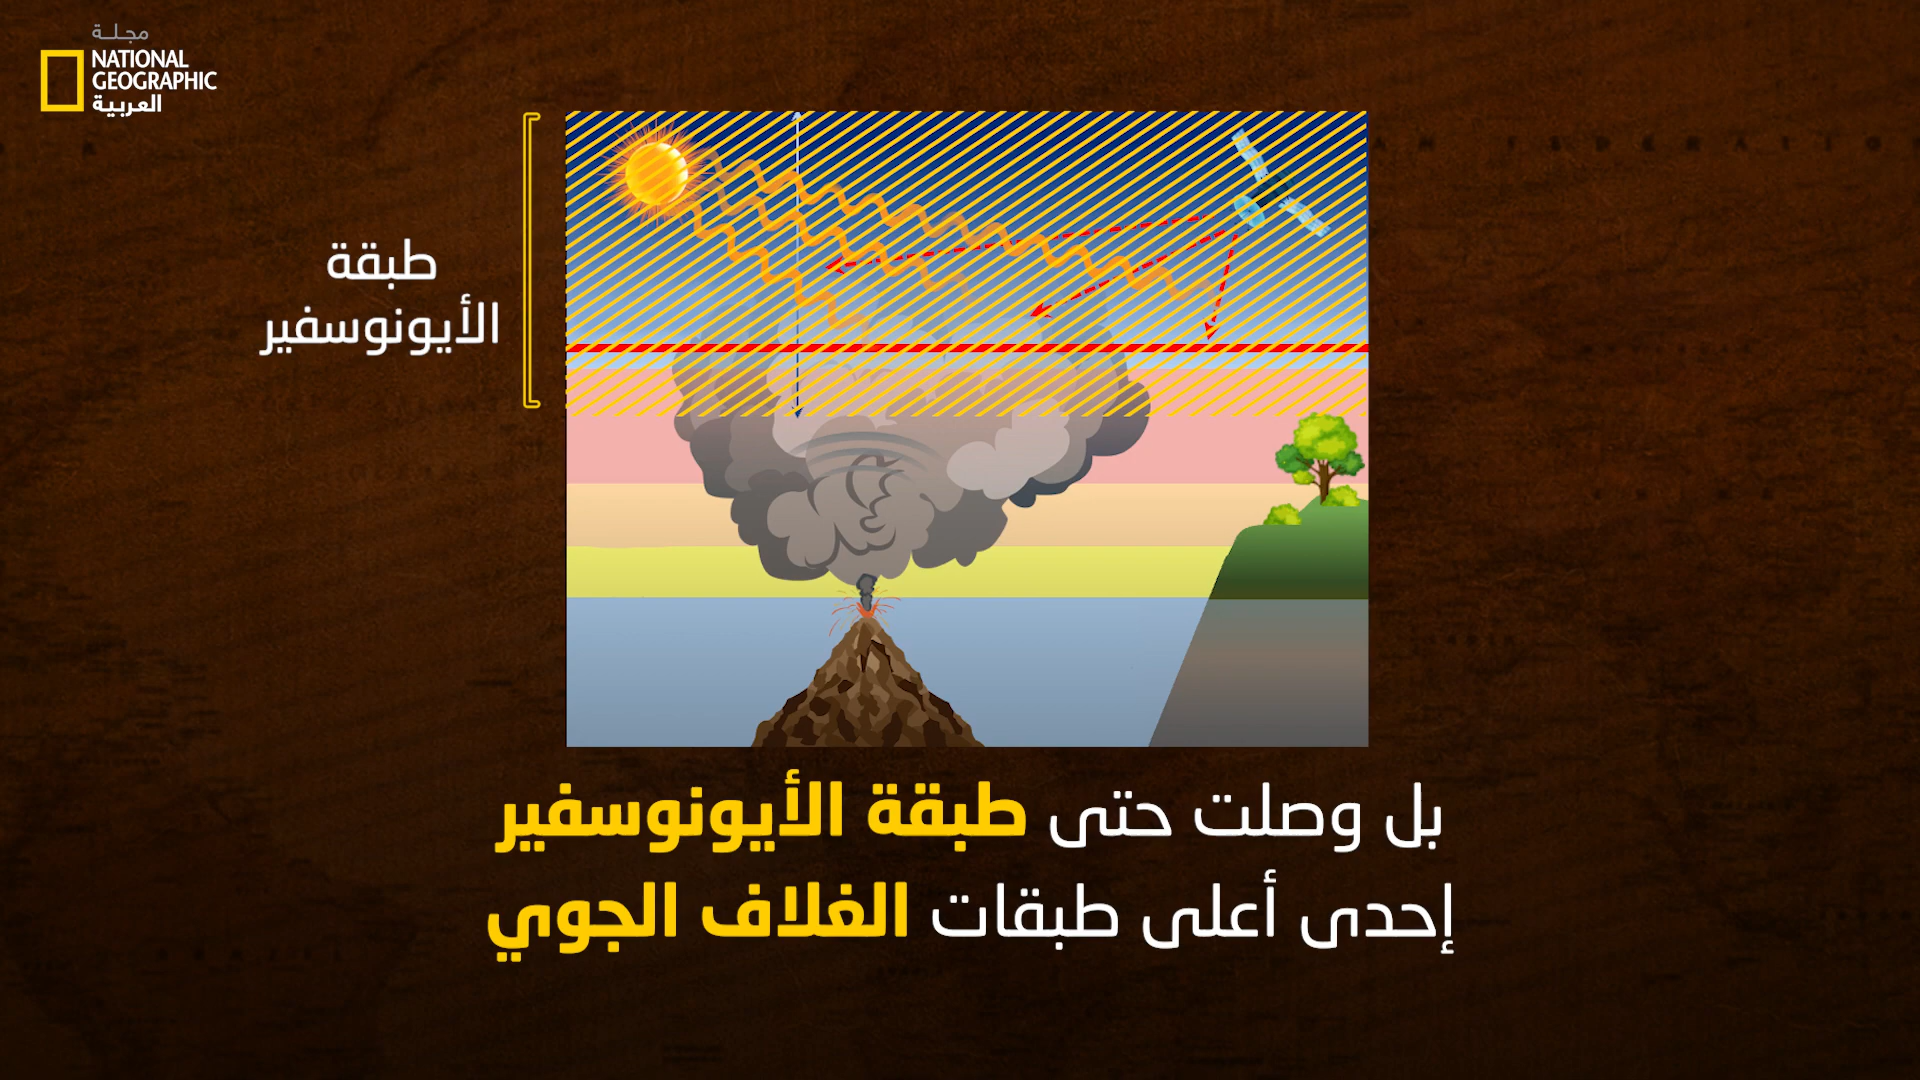 مجلة
NATIONAL
GEOGRAPHIC
العربية
طبقة
الأيونوسفير
بل وصلت حتى طبقة الأيونوسفير
إحدى أعلى طبقات الغلاف الجوي